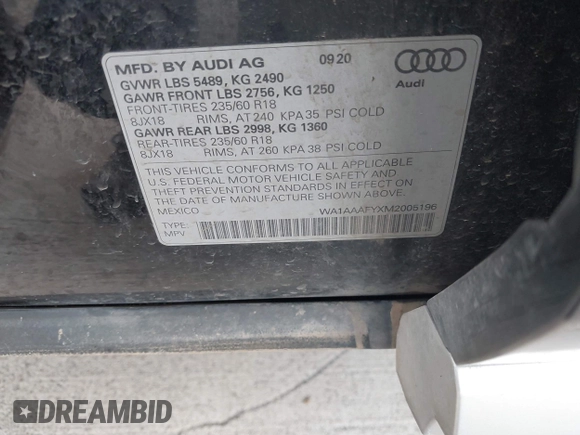 MFD. BY AUDI AG 0920
GVWR LBS 5489, KG 2490
GAWR FRONT LBS 2756, KG 1250
FRONT-TIRES 235/60 R18
8JX18 RIMS, AT 240 KPA 35 PSI COLD
GAWR REAR LBS 2998, KG 1360
REAR-TIRES 235/60 R18
8JX18 RIMS, AT 260 KPA 38 PSI COLD
Audi
THIS VEHICLE CONFORMS TO ALL APPLICABLE
U.S. FEDERAL MOTOR VEHICLE SAFETY AND
THEFT PREVENTION STANDARDS IN EFFECT ON
THE DATE OF MANUFACTURE SHOWN ABOVE.
MEXICO WA1AAAFYXM2005196
TYPE:
MPV
DREAMBID